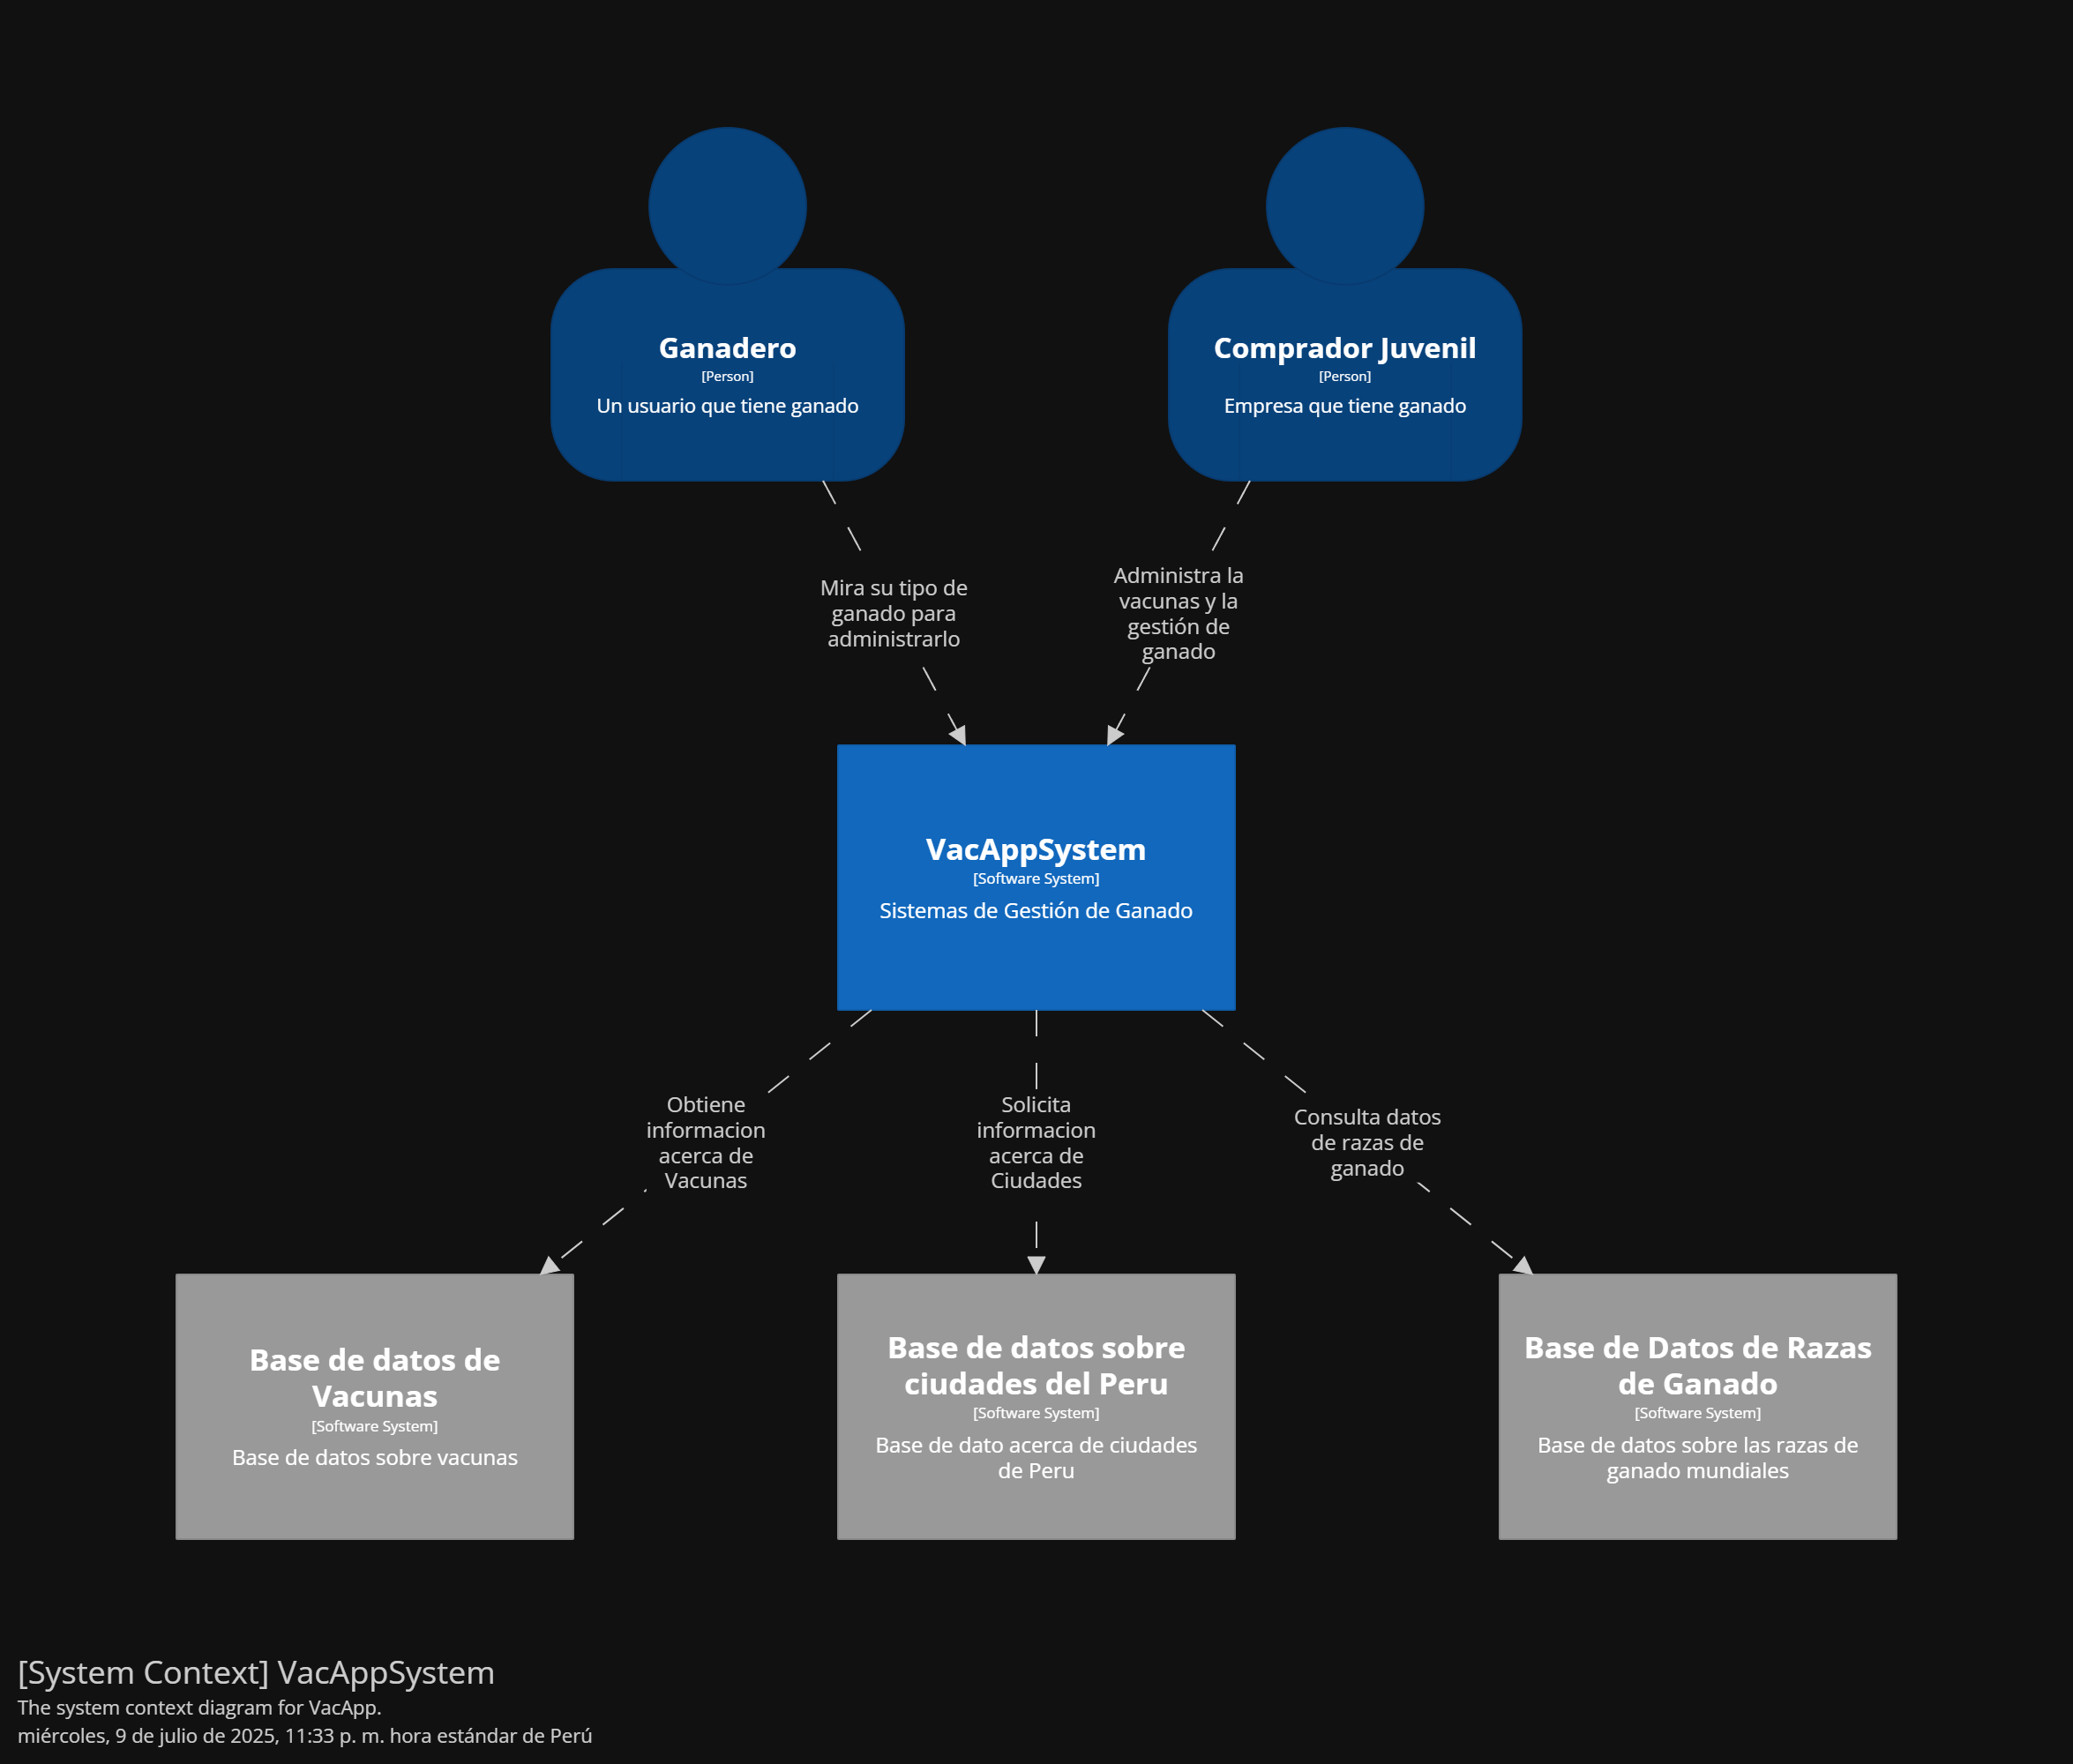 Ganadero
[Person]
Un usuario que tiene ganado
Comprador Juvenil
[Person]
Empresa que tiene ganado
Mira su tipo de
ganado para
administrarlo
Administra la
vacunas y la
gestión de
ganado
VacAppSystem
[Software System]
Sistemas de Gestión de Ganado
Obtiene
informacion
acerca de
Vacunas
Solicita
informacion
acerca de
Ciudades
Consulta datos
de razas de
ganado
Base de datos de
Vacunas
[Software System]
Base de datos sobre vacunas
Base de datos sobre
ciudades del Peru
[Software System]
Base de dato acerca de ciudades
de Peru
Base de Datos de Razas
de Ganado
[Software System]
Base de datos sobre las razas de
ganado mundiales
[System Context] VacAppSystem
The system context diagram for VacApp.
miércoles, 9 de julio de 2025, 11:33 p. m. hora estándar de Perú